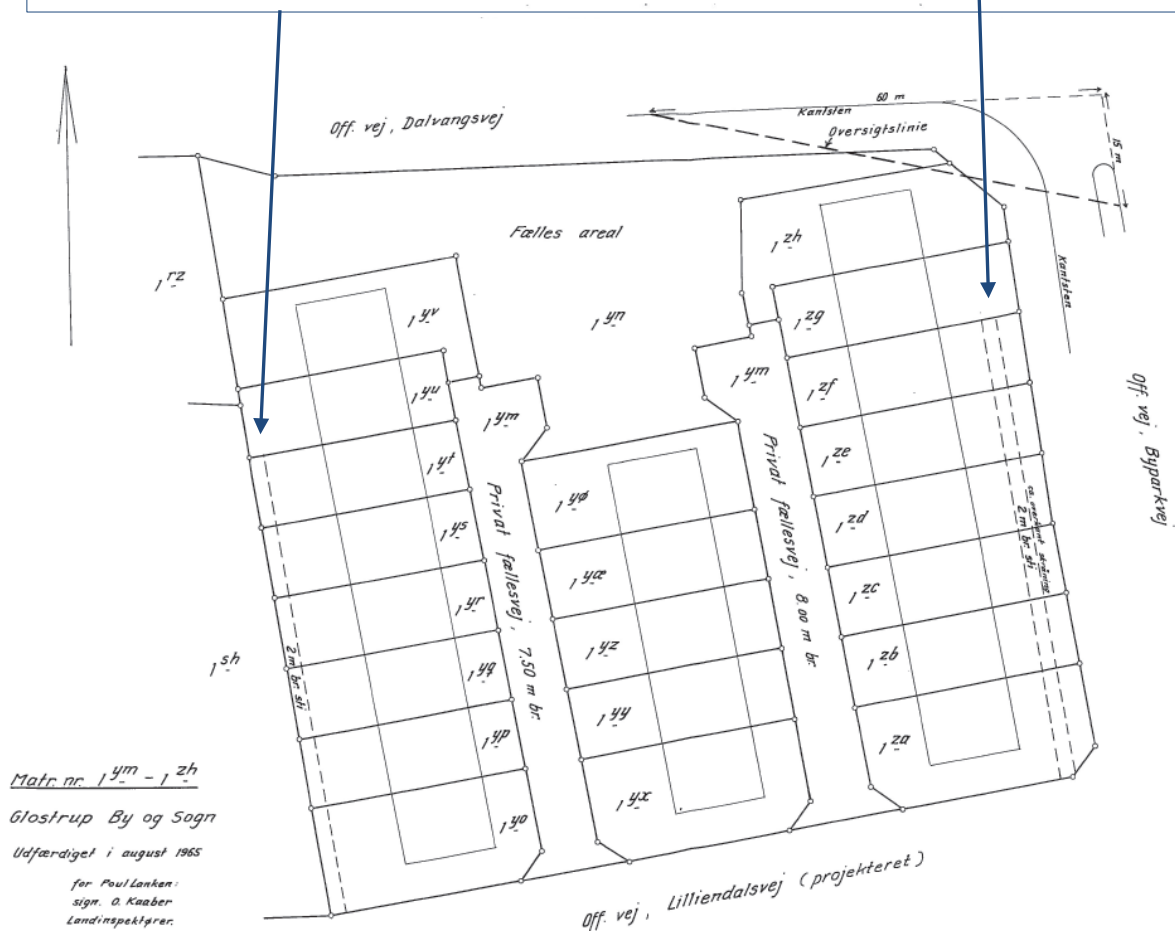 60 m
Kantsten
Off. vej, Dalvangsvej
Oversigtslinie
15 m
Fælles areal
1 zh
1 rz
Kantsten
1 yv
1 yn
1 zg
1 yu
1 ym
1 ym
1 zf
Off. vej, Byparkvej
1 yt
1 ze
1 yø
Privat fællesvej, 7.50 m br.
Privat fællesvej, 8.00 m br.
1 ys
1 zd
2 m br. sti
skråning.
1 yæ
1 yr
1 zc
1 yz
1 sh
2 m br. sti
1 yq
1 zb
1 yy
1 yp
1 za
Matr. nr. 1 ym - 1 zh
1 yx
Glostrup By og Sogn
1 yo
Udfærdiget i august 1965
for Poul Lanken:
sign. O. Kaaber
Landinspektører.
Off. vej, Lilliendalsvej (projekteret)